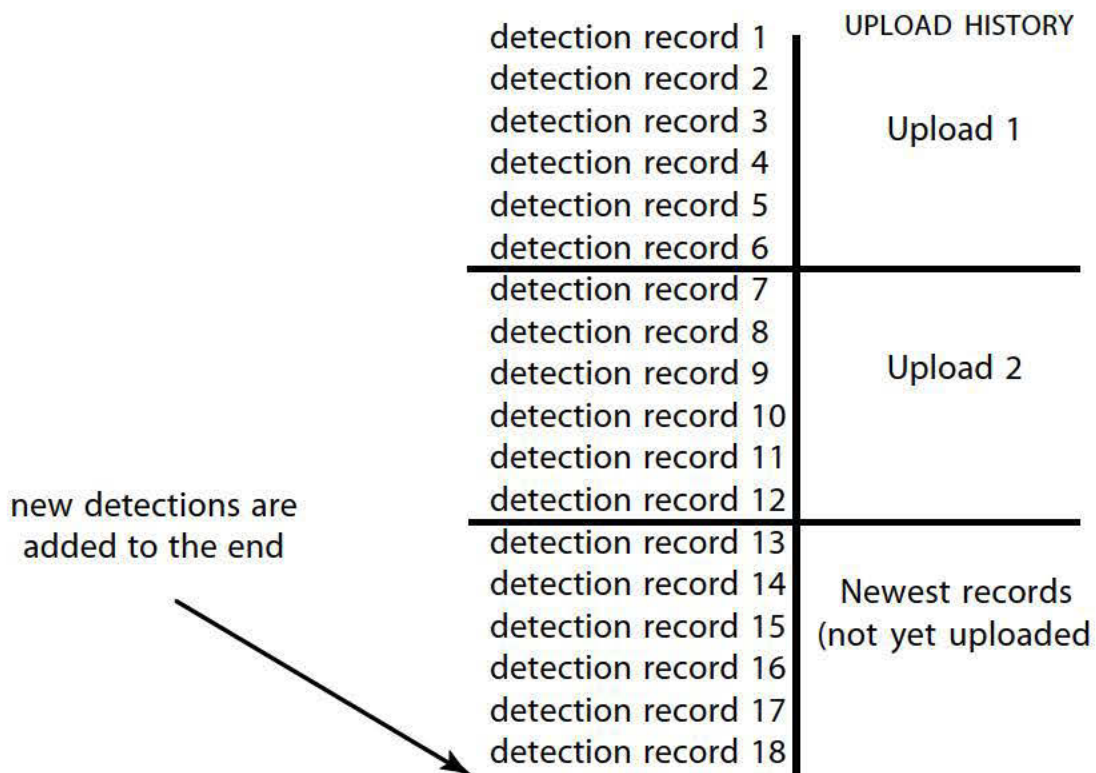 UPLOAD HISTORY
detection record 1
detection record 2
detection record 3
detection record 4
detection record 5
detection record 6
Upload 1
detection record 7
detection record 8
detection record 9
detection record 10
detection record 11
detection record 12
Upload 2
new detections are
added to the end
detection record 13
detection record 14
detection record 15
detection record 16
detection record 17
detection record 18
Newest records
(not yet uploaded